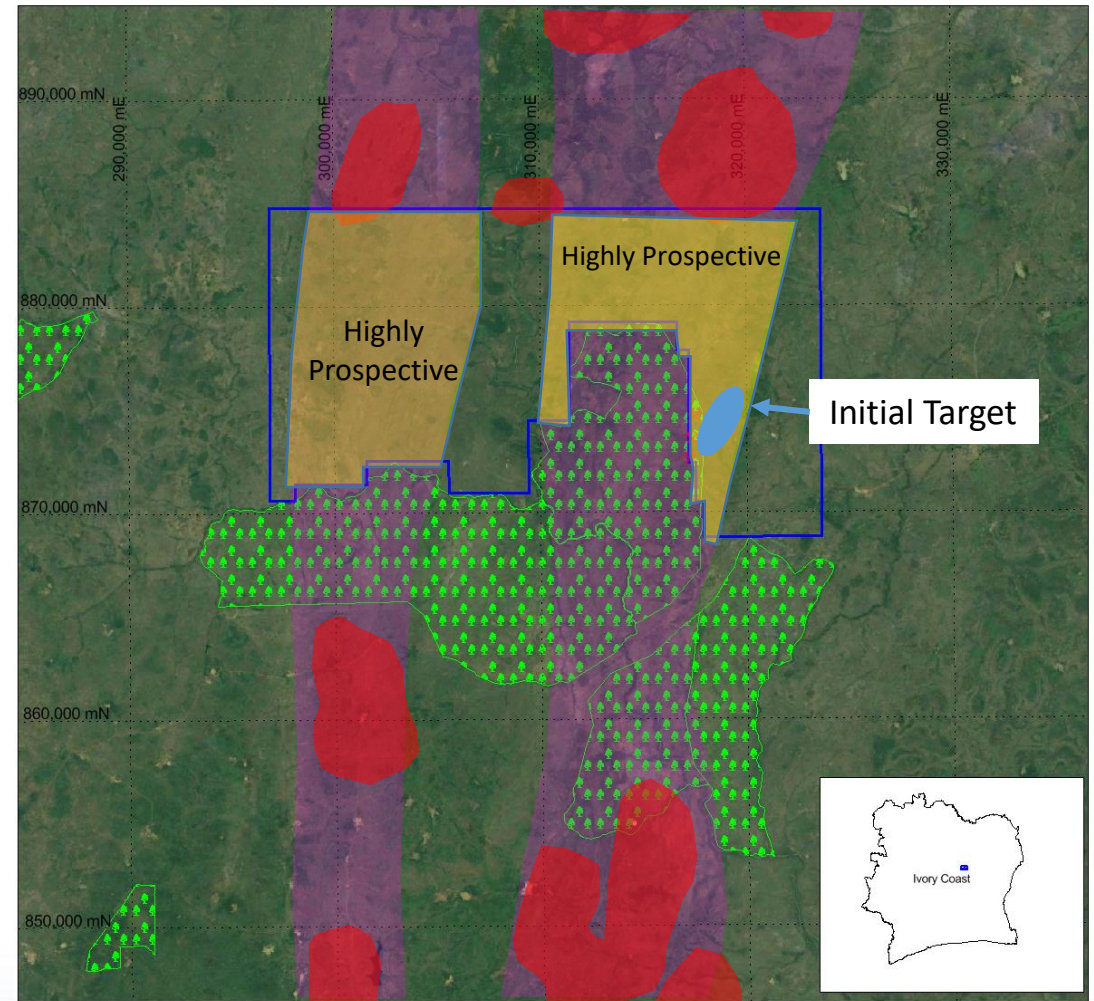 890,000 mN
290,000 mE
300,000 mE
310,000 mE
320,000 mE
330,000 mE
Highly Prospective
880,000 mN
Highly
Prospective
Initial Target
870,000 mN
860,000 mN
850,000 mN
Ivory Coast